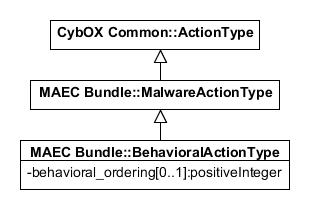 CybOX Common::ActionType
MAEC Bundle::MalwareActionType
MAEC Bundle::BehavioralActionType
-behavioral_ordering[0..1]:positiveInteger